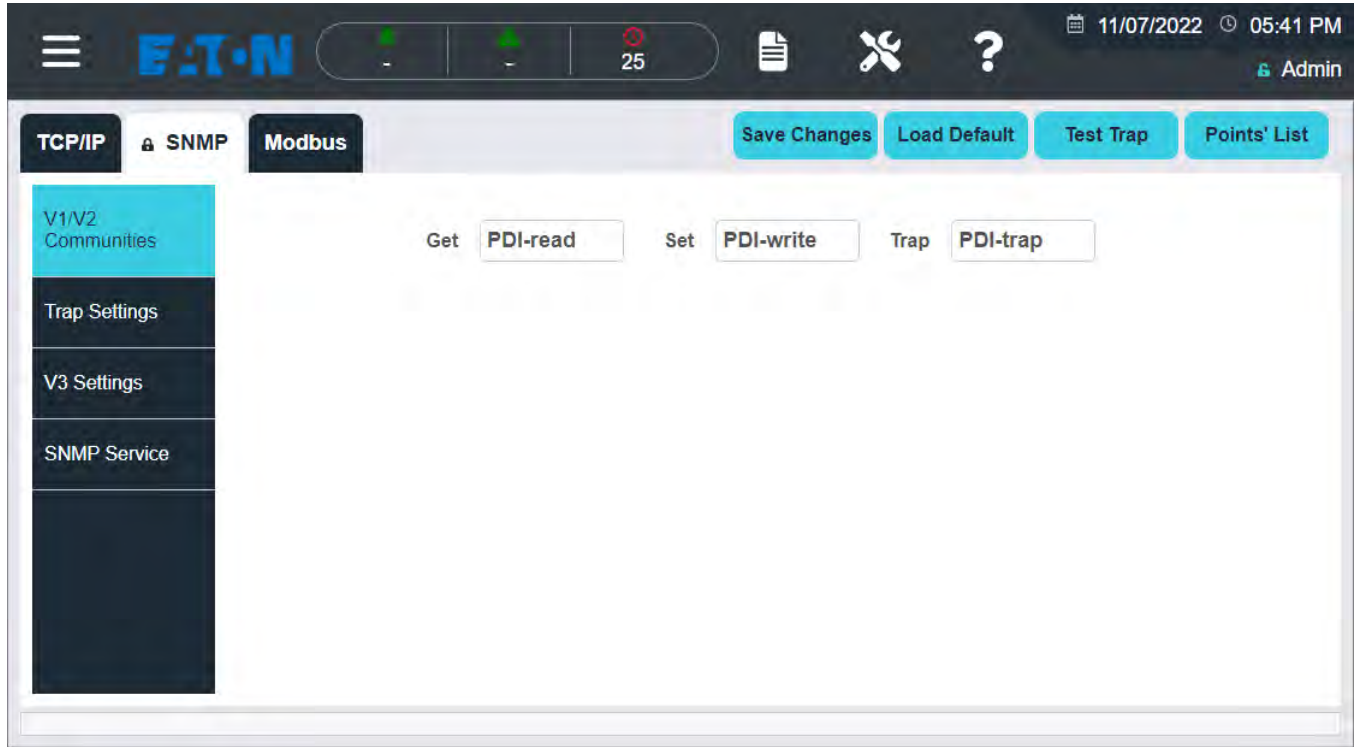 11/07/2022 05:41 PM
EATON - - 25 ?
Admin
TCP/IP SNMP Modbus Save Changes Load Default Test Trap Points' List
V1/V2
Communities
Get PDI-read Set PDI-write Trap PDI-trap
Trap Settings
V3 Settings
SNMP Service